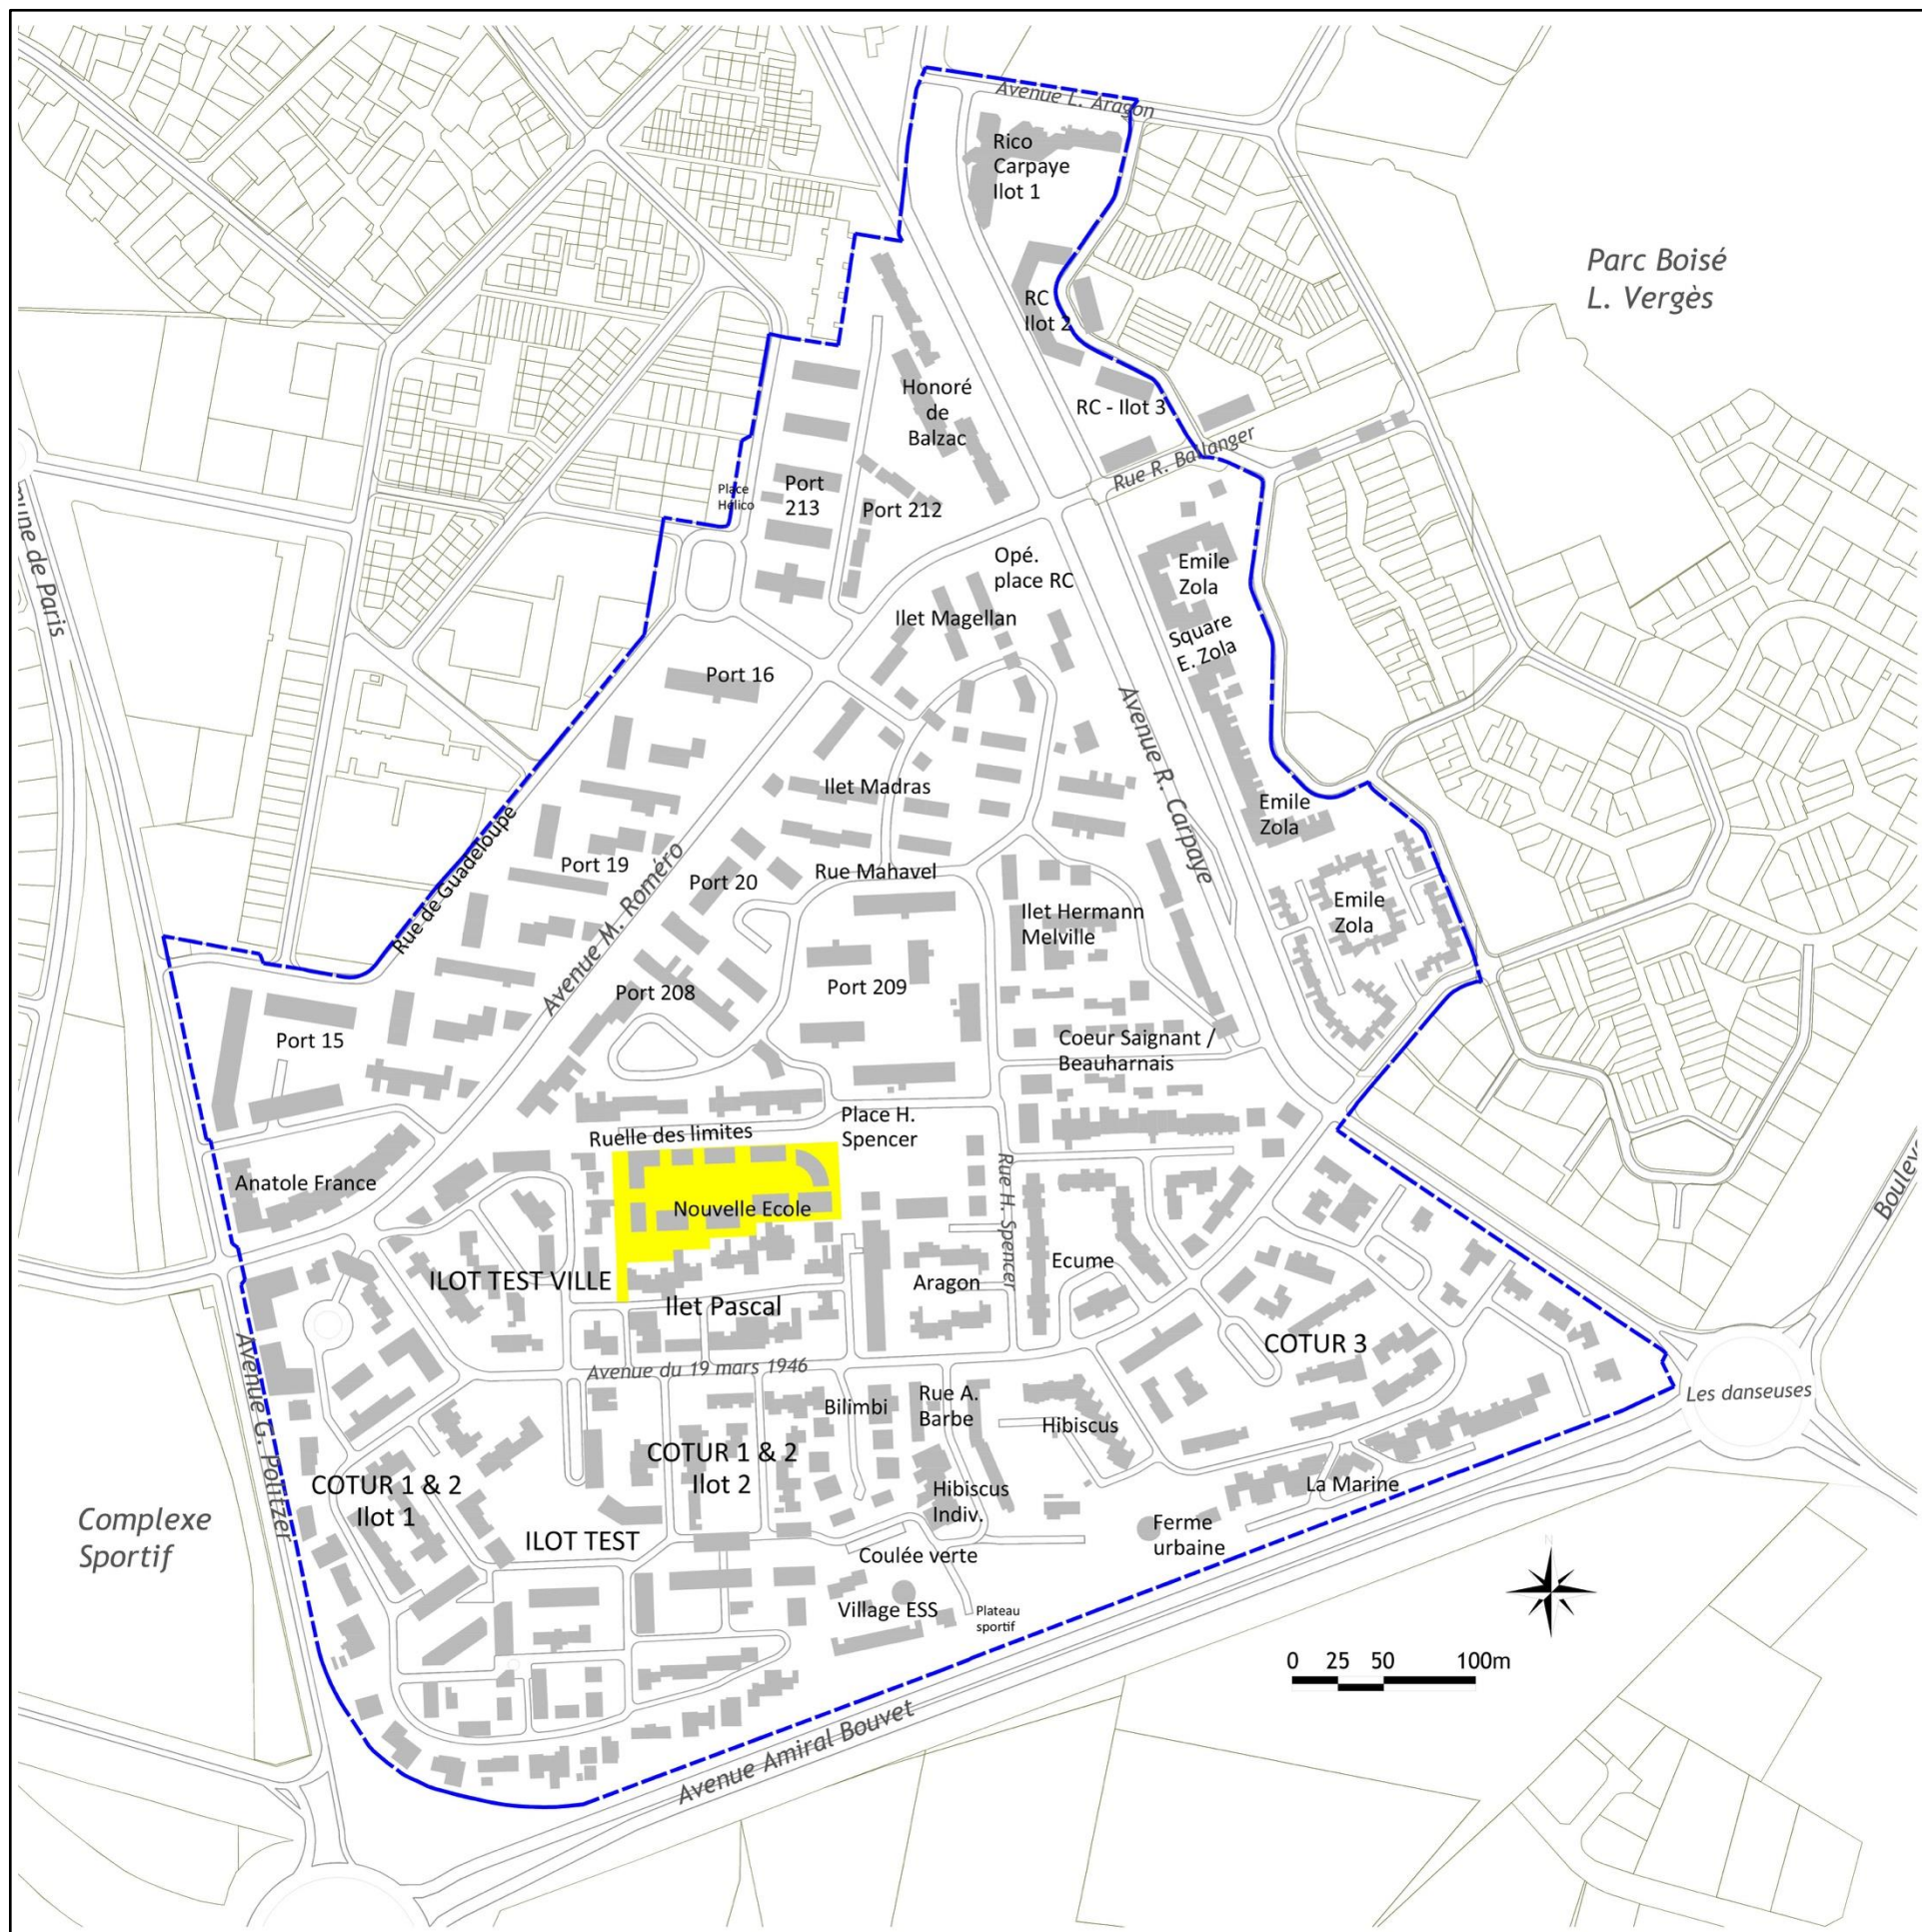 Avenue L. Aragon
Rico
Carpaye
Ilot 1
Parc Boisé
L. Vergès
RC
Ilot 2
Honoré
de
Balzac
RC - Ilot 3
Rue R. Ballanger
Place
Hélico
Port
213
Port 212
mune de Paris
Opé.
place RC
Emile
Zola
Ilet Magellan
Square
E. Zola
Port 16
Avenue R. Carpaye
Ilet Madras
Emile
Zola
Rue de Guadeloupe
Port 19
Avenue M. Roméro
Port 20
Rue Mahavel
Ilet Hermann
Melville
Emile
Zola
Port 208
Port 209
Port 15
Coeur Saignant /
Beauharnais
Place H.
Spencer
Ruelle des limites
Anatole France
Nouvelle Ecole
Rue H. Spencer
Boulev
Ecume
ILOT TEST VILLE
Aragon
Ilet Pascal
COTUR 3
Avenue du 19 mars 1946
Avenue G. Politzer
Les danseuses
Bilimbi
Rue A.
Barbe
Hibiscus
COTUR 1 & 2
Ilot 2
COTUR 1 & 2
Ilot 1
La Marine
Hibiscus
Indiv.
Complexe
Sportif
Ferme
urbaine
ILOT TEST
Coulée verte
N
Village ESS
Plateau
sportif
0 25 50 100m
Avenue Amiral Bouvet